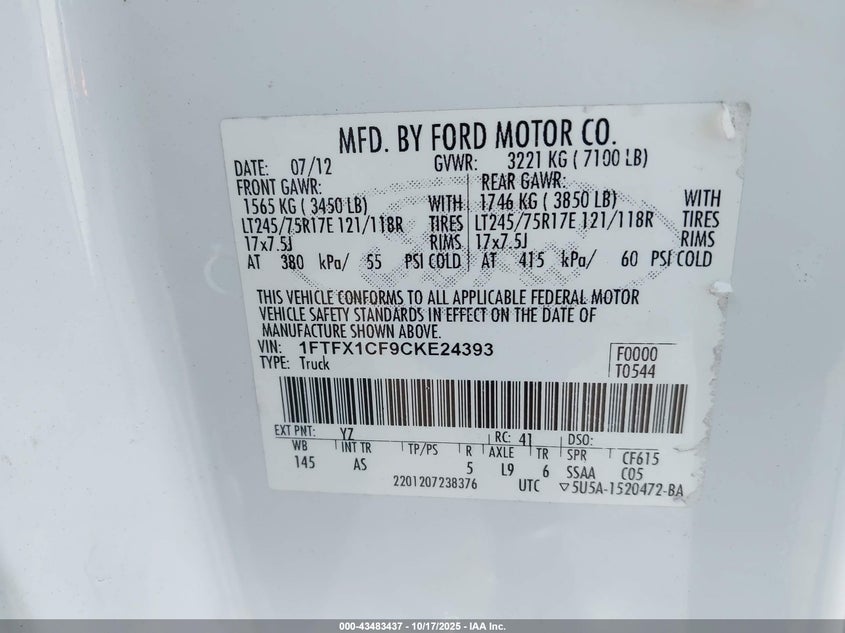 MFD. BY FORD MOTOR CO.
DATE: 07/12 GVWR: 3221 KG ( 7100 LB)
FRONT GAWR: REAR GAWR:
1565 KG ( 3450 LB) WITH 1746 KG ( 3850 LB) WITH
LT245/75R17E 121/118R TIRES LT245/75R17E 121/118R TIRES
17x7.5J RIMS 17x7.5J RIMS
AT 380 kPa/ 55 PSI COLD AT 415 kPa/ 60 PSI COLD
THIS VEHICLE CONFORMS TO ALL APPLICABLE FEDERAL MOTOR
VEHICLE SAFETY STANDARDS IN EFFECT ON THE DATE OF
MANUFACTURE SHOWN ABOVE.
VIN: 1FTFX1CF9CKE24393 F0000
TYPE: Truck T0544
EXT PNT: YZ RC: 41 DSO:
WB INT TR TP/PS R AXLE TR SPR CF615
145 AS 5 L9 6 SSAA C05
2201207238376 UTC ▽5U5A-1520472-BA
000-43483437 - 10/17/2025 - IAA Inc.